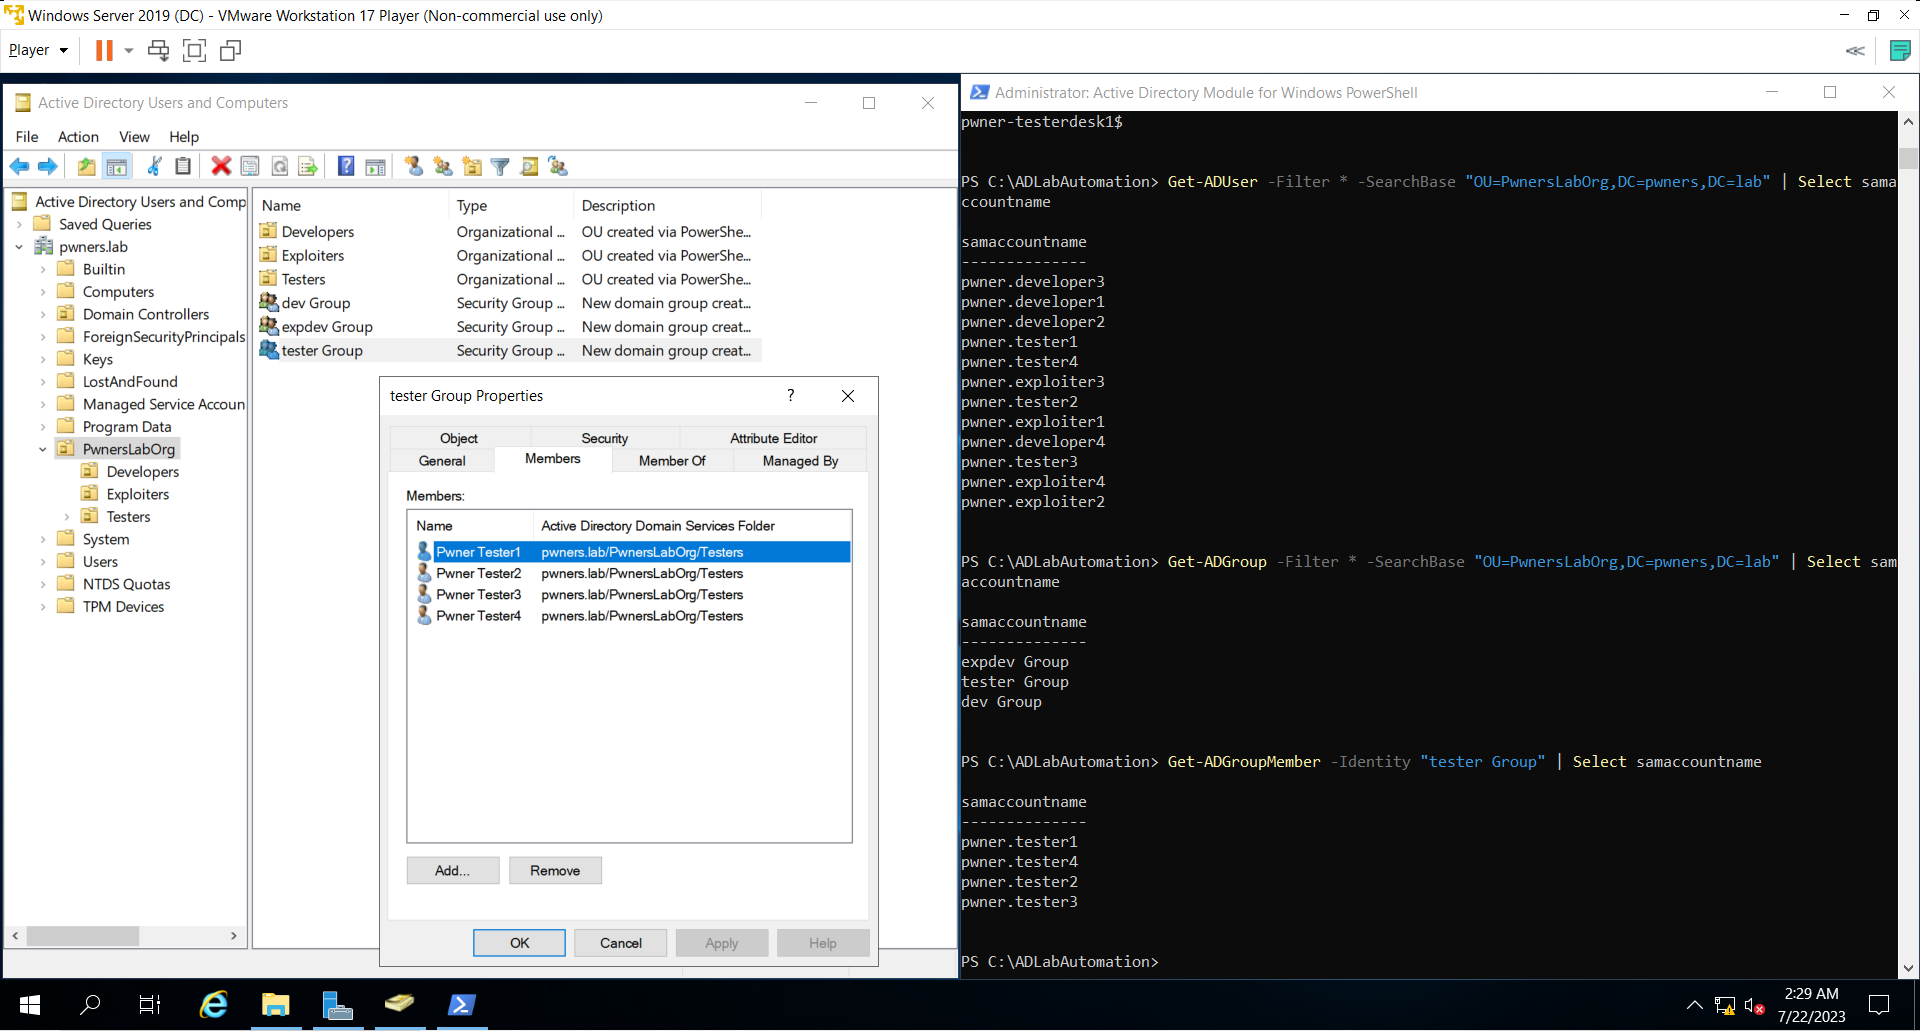 Windows Server 2019 (DC) - VMware Workstation 17 Player (Non-commercial use only)
Player
Active Directory Users and Computers
File Action View Help
Active Directory Users and Comp
Saved Queries
pwners.lab
Builtin
Computers
Domain Controllers
ForeignSecurityPrincipals
Keys
LostAndFound
Managed Service Accoun
Program Data
PwnersLabOrg
Developers
Exploiters
Testers
System
Users
NTDS Quotas
TPM Devices
Name Type Description
Developers Organizational ... OU created via PowerShe...
Exploiters Organizational ... OU created via PowerShe...
Testers Organizational ... OU created via PowerShe...
dev Group Security Group ... New domain group creat...
expdev Group Security Group ... New domain group creat...
tester Group Security Group ... New domain group creat...
tester Group Properties ?
Object Security Attribute Editor
General Members Member Of Managed By
Members:
Name Active Directory Domain Services Folder
Pwner Tester1 pwners.lab/PwnersLabOrg/Testers
Pwner Tester2 pwners.lab/PwnersLabOrg/Testers
Pwner Tester3 pwners.lab/PwnersLabOrg/Testers
Pwner Tester4 pwners.lab/PwnersLabOrg/Testers
Add... Remove
OK Cancel Apply Help
Administrator: Active Directory Module for Windows PowerShell
pwner-testerdesk1$
PS C:\ADLabAutomation> Get-ADUser -Filter * -SearchBase "OU=PwnersLabOrg,DC=pwners,DC=lab" | Select sama
ccountname
samaccountname
--------------
pwner.developer3
pwner.developer1
pwner.developer2
pwner.tester1
pwner.tester4
pwner.exploiter3
pwner.tester2
pwner.exploiter1
pwner.developer4
pwner.tester3
pwner.exploiter4
pwner.exploiter2
PS C:\ADLabAutomation> Get-ADGroup -Filter * -SearchBase "OU=PwnersLabOrg,DC=pwners,DC=lab" | Select sam
accountname
samaccountname
--------------
expdev Group
tester Group
dev Group
PS C:\ADLabAutomation> Get-ADGroupMember -Identity "tester Group" | Select samaccountname
samaccountname
--------------
pwner.tester1
pwner.tester4
pwner.tester2
pwner.tester3
PS C:\ADLabAutomation>
2:29 AM
7/22/2023